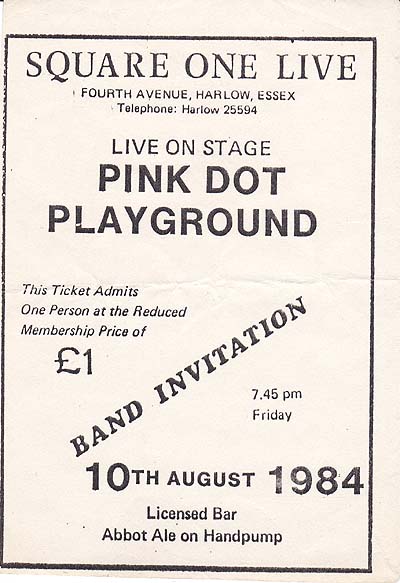 SQUARE ONE LIVE
FOURTH AVENUE, HARLOW, ESSEX
Telephone: Harlow 25594
LIVE ON STAGE
PINK DOT
PLAYGROUND
This Ticket Admits
One Person at the Reduced
Membership Price of
£1
BAND INVITATION
7.45 pm
Friday
10TH AUGUST 1984
Licensed Bar
Abbot Ale on Handpump